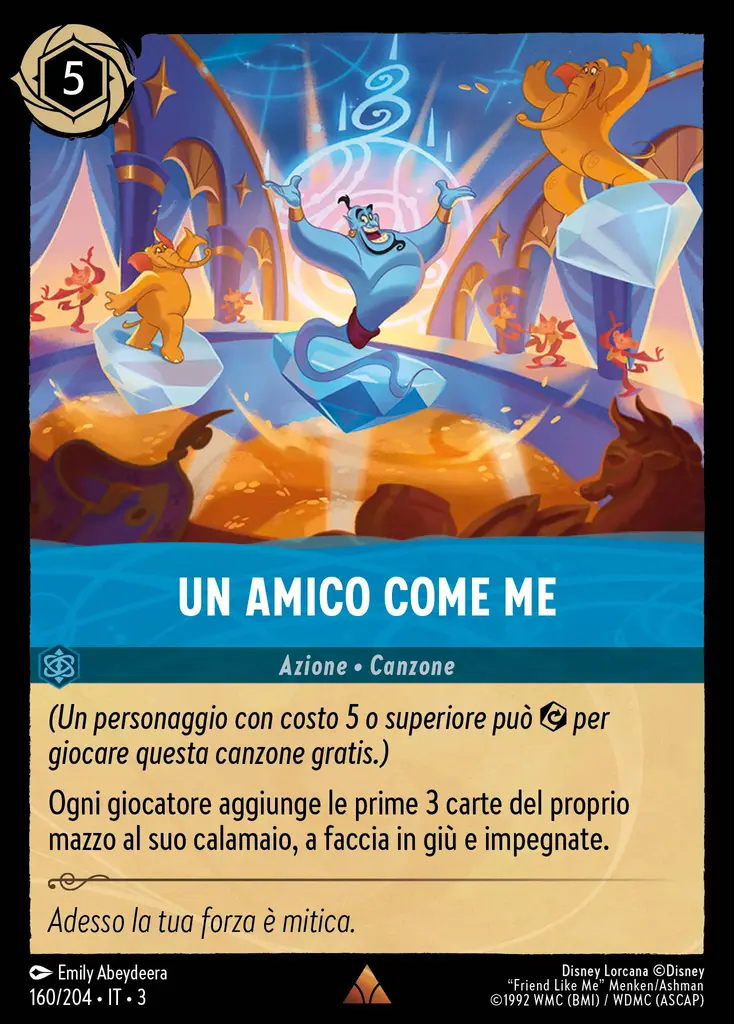 5
UN AMICO COME ME
Azione • Canzone
(Un personaggio con costo 5 o superiore può per
giocare questa canzone gratis.)
Ogni giocatore aggiunge le prime 3 carte del proprio
mazzo al suo calamaio, a faccia in giù e impegnate.
Adesso la tua forza è mitica.
Emily Abeydeera
160/204 • IT • 3
Disney Lorcana ©Disney
“Friend Like Me” Menken/Ashman
©1992 WMC (BMI) / WDMC (ASCAP)